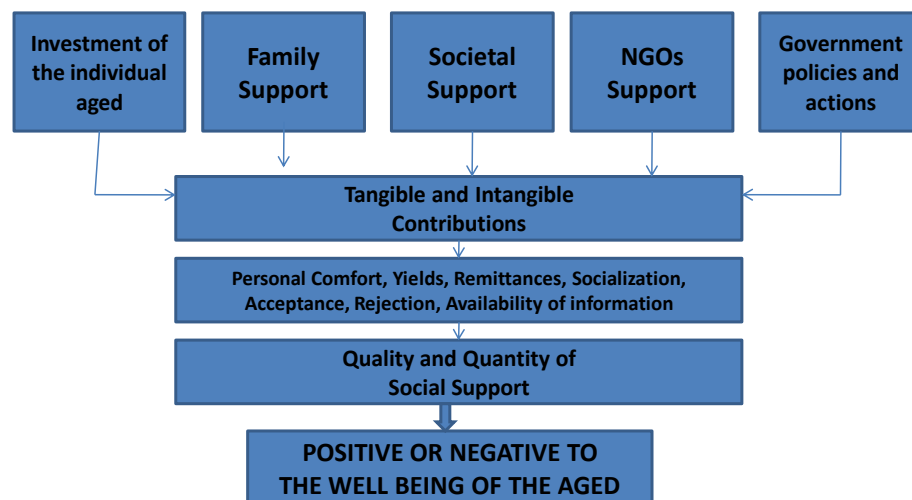 Investment of
the individual
aged
Family
Support
Societal
Support
NGOs
Support
Government
policies and
actions
Tangible and Intangible
Contributions
Personal Comfort, Yields, Remittances, Socialization,
Acceptance, Rejection, Availability of information
Quality and Quantity of
Social Support
POSITIVE OR NEGATIVE TO
THE WELL BEING OF THE AGED